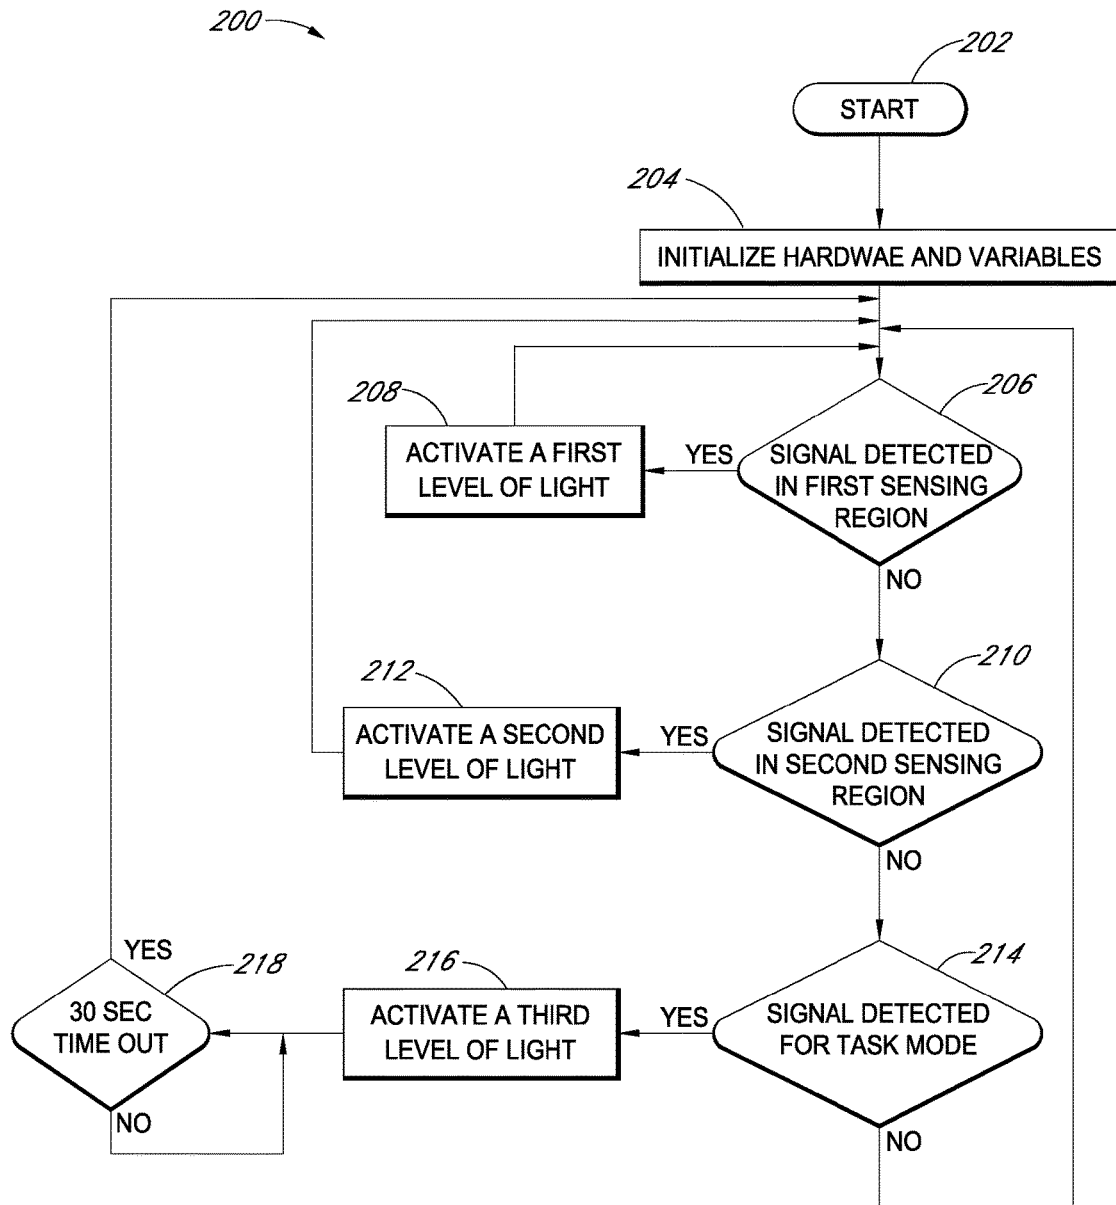 200
202
START
204
INITIALIZE HARDWAE AND VARIABLES
206
208
ACTIVATE A FIRST
LEVEL OF LIGHT
YES
SIGNAL DETECTED
IN FIRST SENSING
REGION
NO
210
212
ACTIVATE A SECOND
LEVEL OF LIGHT
YES
SIGNAL DETECTED
IN SECOND SENSING
REGION
NO
YES
218
30 SEC
TIME OUT
NO
216
ACTIVATE A THIRD
LEVEL OF LIGHT
YES
214
SIGNAL DETECTED
FOR TASK MODE
NO